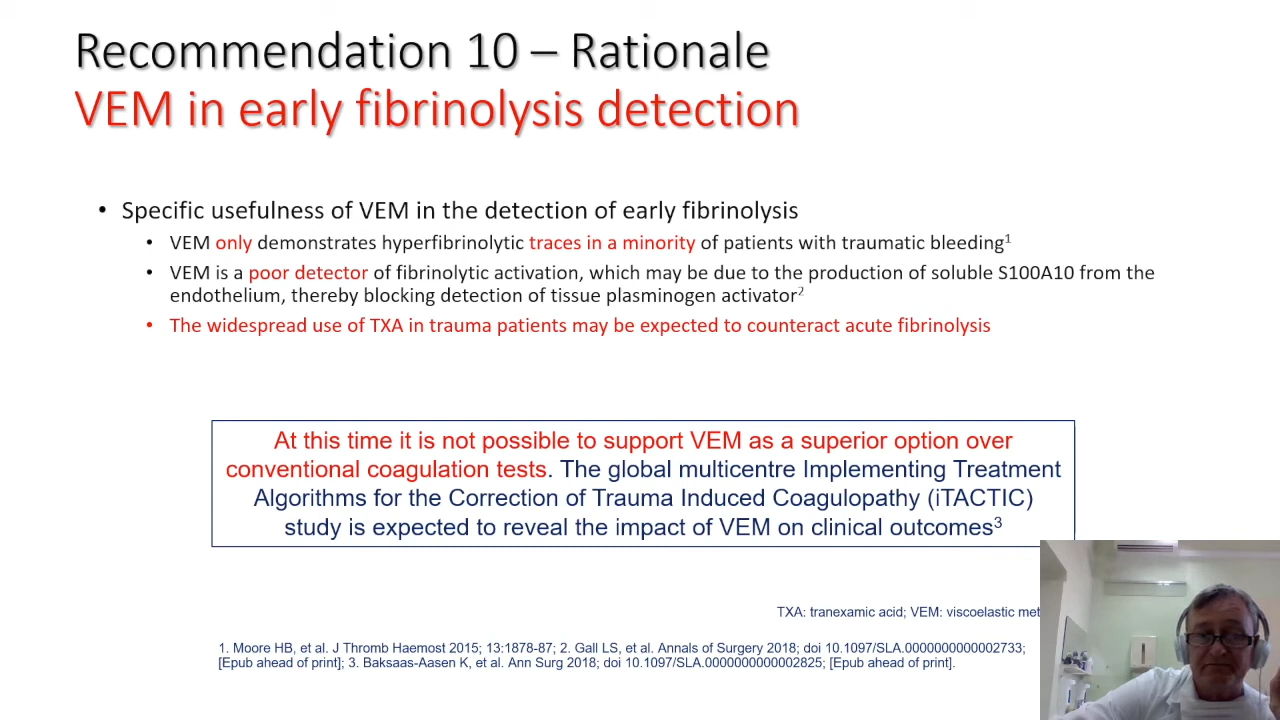 Recommendation 10 – Rationale
VEM in early fibrinolysis detection
• Specific usefulness of VEM in the detection of early fibrinolysis
• VEM only demonstrates hyperfibrinolytic traces in a minority of patients with traumatic bleeding¹
• VEM is a poor detector of fibrinolytic activation, which may be due to the production of soluble S100A10 from the
endothelium, thereby blocking detection of tissue plasminogen activator²
• The widespread use of TXA in trauma patients may be expected to counteract acute fibrinolysis
At this time it is not possible to support VEM as a superior option over
conventional coagulation tests. The global multicentre Implementing Treatment
Algorithms for the Correction of Trauma Induced Coagulopathy (iTACTIC)
study is expected to reveal the impact of VEM on clinical outcomes³
TXA: tranexamic acid; VEM: viscoelastic
1. Moore HB, et al. J Thromb Haemost 2015; 13:1878-87; 2. Gall LS, et al. Annals of Surgery 2018; doi 10.1097/SLA.0000000000002733;
[Epub ahead of print]; 3. Baksaas-Aasen K, et al. Ann Surg 2018; doi 10.1097/SLA.0000000000002825; [Epub ahead of print].